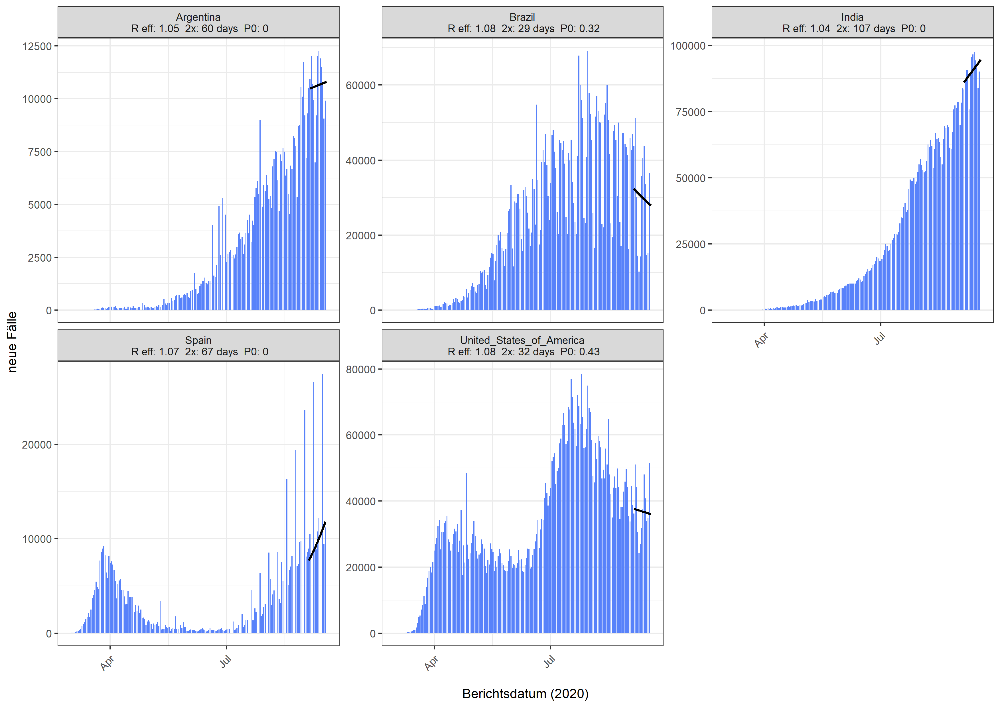 Argentina
R eff: 1.05 2x: 60 days P0: 0
Brazil
R eff: 1.08 2x: 29 days P0: 0.32
India
R eff: 1.04 2x: 107 days P0: 0
12500
10000
7500
5000
2500
0
60000
40000
20000
0
100000
75000
50000
25000
0
Apr
Jul
neue Fälle
Spain
R eff: 1.07 2x: 67 days P0: 0
United_States_of_America
R eff: 1.08 2x: 32 days P0: 0.43
20000
10000
0
80000
60000
40000
20000
0
Apr
Jul
Apr
Jul
Berichtsdatum (2020)